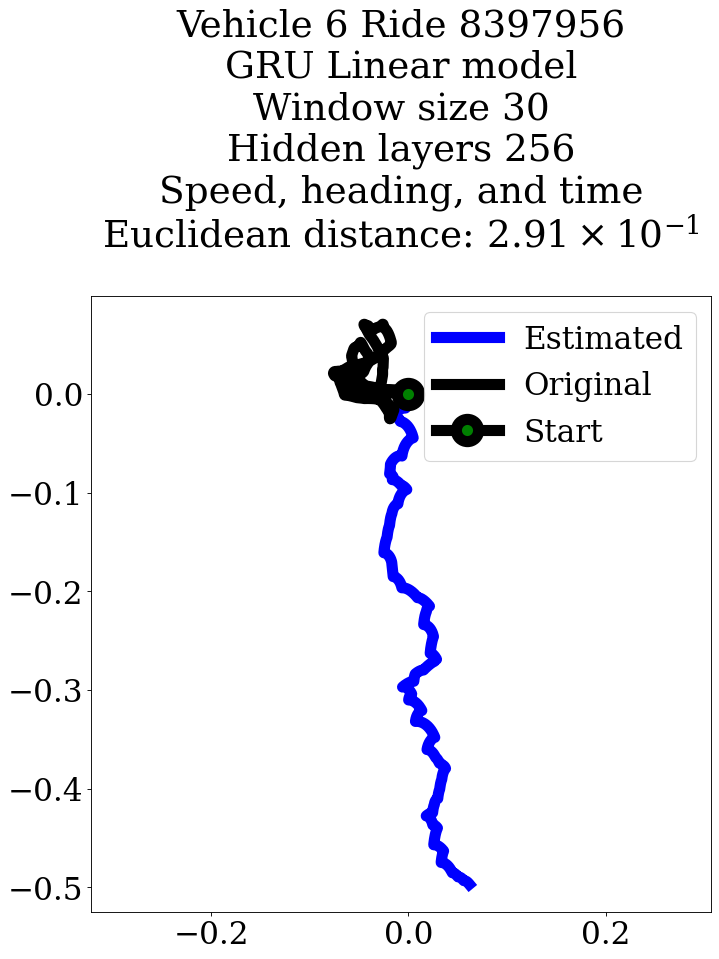 Vehicle 6 Ride 8397956
GRU Linear model
Window size 30
Hidden layers 256
Speed, heading, and time
Euclidean distance: 2.91 × 10⁻¹
Estimated
Original
Start
0.0
−0.1
−0.2
−0.3
−0.4
−0.5
−0.2 0.0 0.2